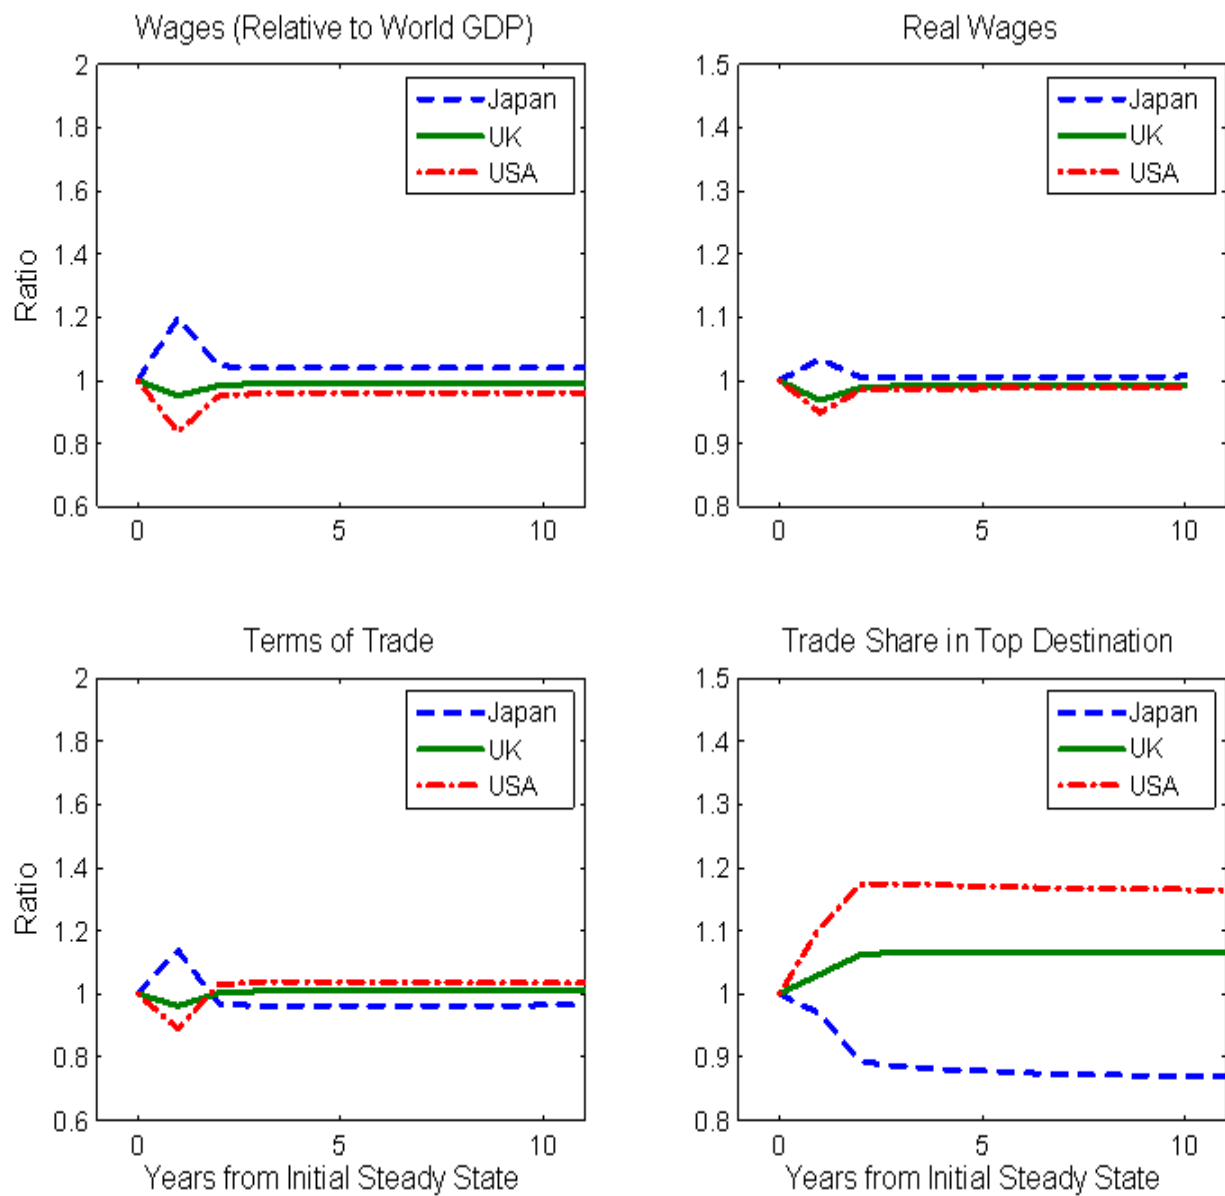 Wages (Relative to World GDP)
2
1.8
1.6
1.4
1.2
1
0.8
0.6
Ratio
0
5
10
Japan
UK
USA
Real Wages
1.5
1.4
1.3
1.2
1.1
1
0.9
0.8
0
5
10
Japan
UK
USA
Terms of Trade
2
1.8
1.6
1.4
1.2
1
0.8
0.6
Ratio
0
5
10
Years from Initial Steady State
Japan
UK
USA
Trade Share in Top Destination
1.5
1.4
1.3
1.2
1.1
1
0.9
0.8
0
5
10
Years from Initial Steady State
Japan
UK
USA